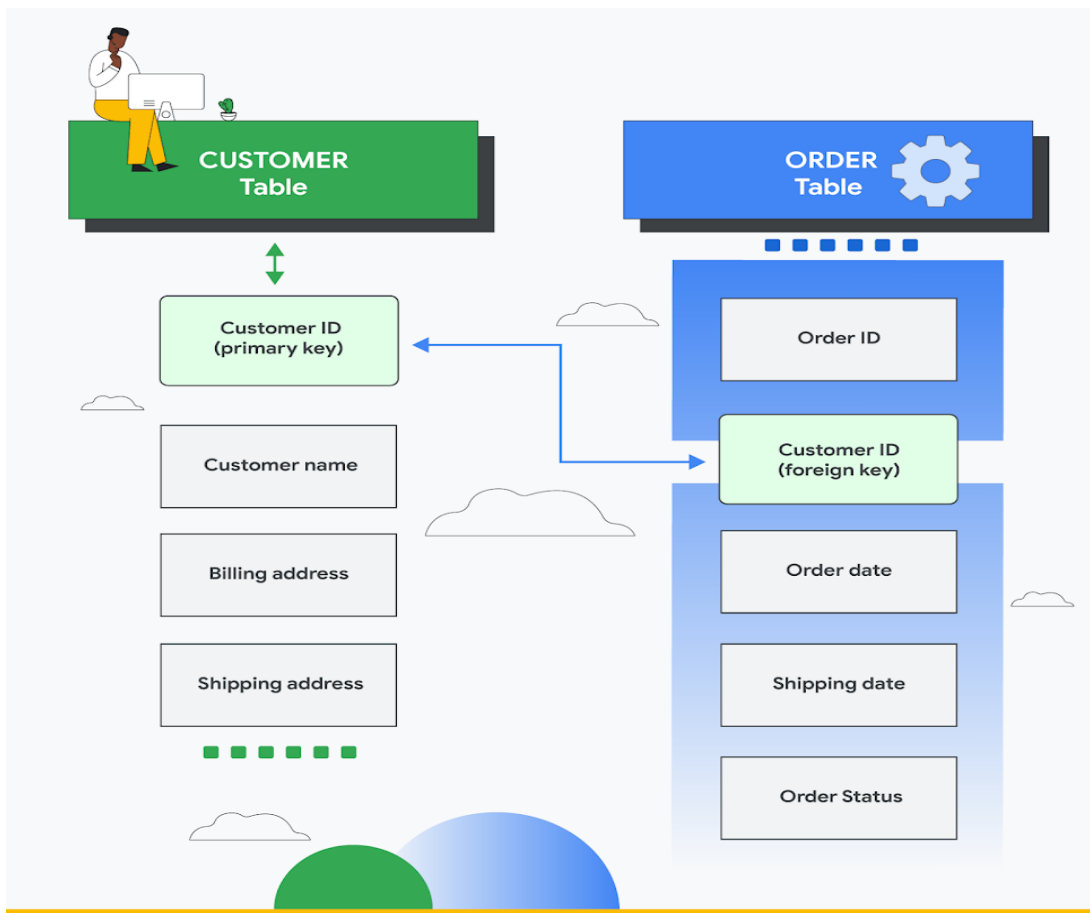 CUSTOMER
Table
Customer ID
(primary key)
Customer name
Billing address
Shipping address
ORDER
Table
Order ID
Customer ID
(foreign key)
Order date
Shipping date
Order Status